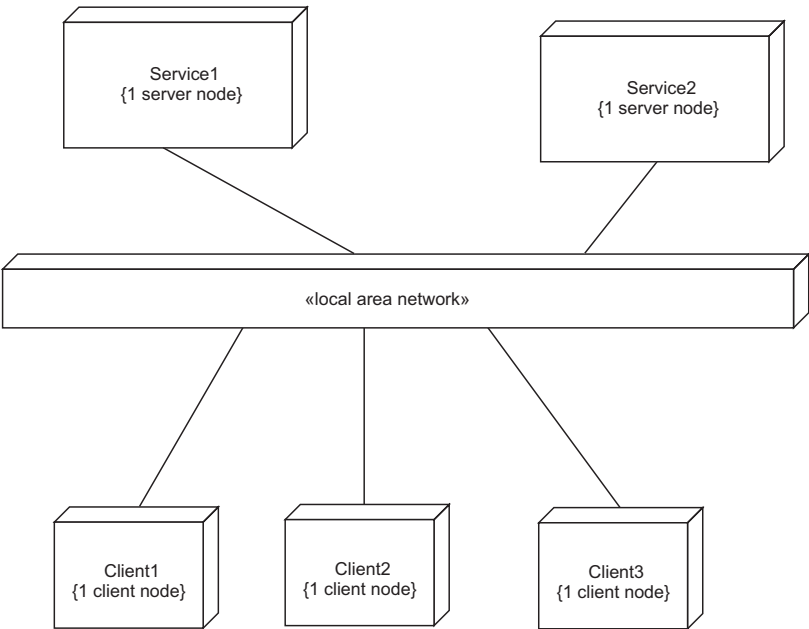 Service1
{1 server node}
Service2
{1 server node}
«local area network»
Client1
{1 client node}
Client2
{1 client node}
Client3
{1 client node}